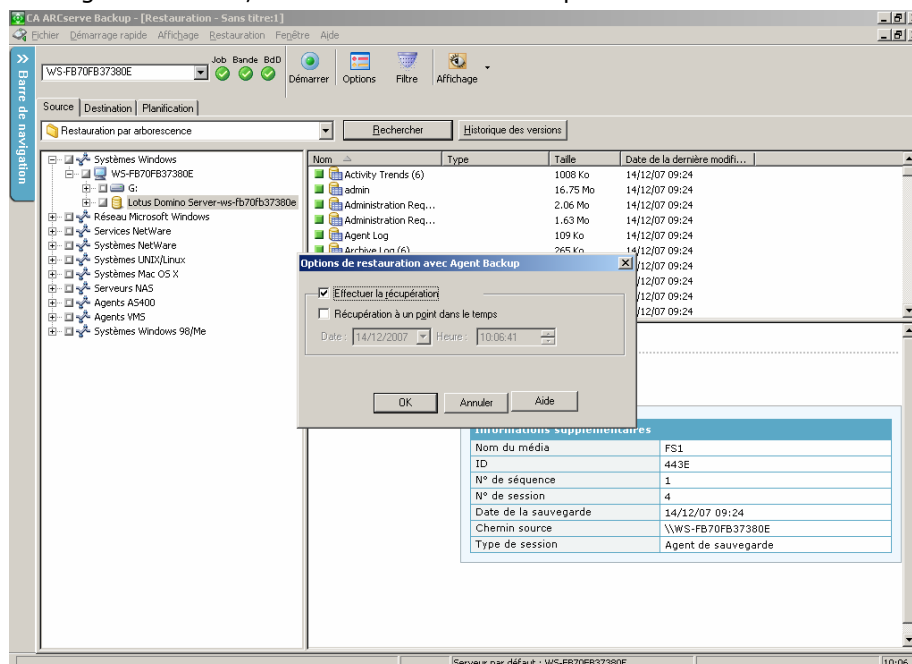 CA ARCserve Backup - [Restauration - Sans titre:1]
Fichier Démarrage rapide Affichage Restauration Fenêtre Aide
Barre de navigation
WS-FB70FB37380E
Job Bande BdD
Démarrer Options Filtre Affichage
Source Destination Planification
Restauration par arborescence
Rechercher
Historique des versions
Systèmes Windows
WS-FB70FB37380E
G:
Lotus Domino Server-ws-fb70fb37380e
Réseau Microsoft Windows
Services NetWare
Systèmes NetWare
Systèmes UNIX/Linux
Systèmes Mac OS X
Serveurs NAS
Agents AS400
Agents VMS
Systèmes Windows 98/Me
Nom Type Taille Date de la dernière modifi...
Activity Trends (6) 1008 Ko 14/12/07 09:24
admin 16.75 Mo 14/12/07 09:24
Administration Req... 2.06 Mo 14/12/07 09:24
Administration Req... 1.63 Mo 14/12/07 09:24
Agent Log 109 Ko 14/12/07 09:24
Archive Log (6) 265 Ko 14/12/07 09:24
/12/07 09:24
/12/07 09:24
/12/07 09:24
/12/07 09:24
Options de restauration avec Agent Backup
Effectuer la récupération
Récupération à un point dans le temps
Date : 14/12/2007 Heure : 10:06:41
OK Annuler Aide
Informations supplémentaires
Nom du média FS1
ID 443E
N° de séquence 1
N° de session 4
Date de la sauvegarde 14/12/07 09:24
Chemin source \\WS-FB70FB37380E
Type de session Agent de sauvegarde
Serveur par défaut : WS-FB70FB37380E
10:06